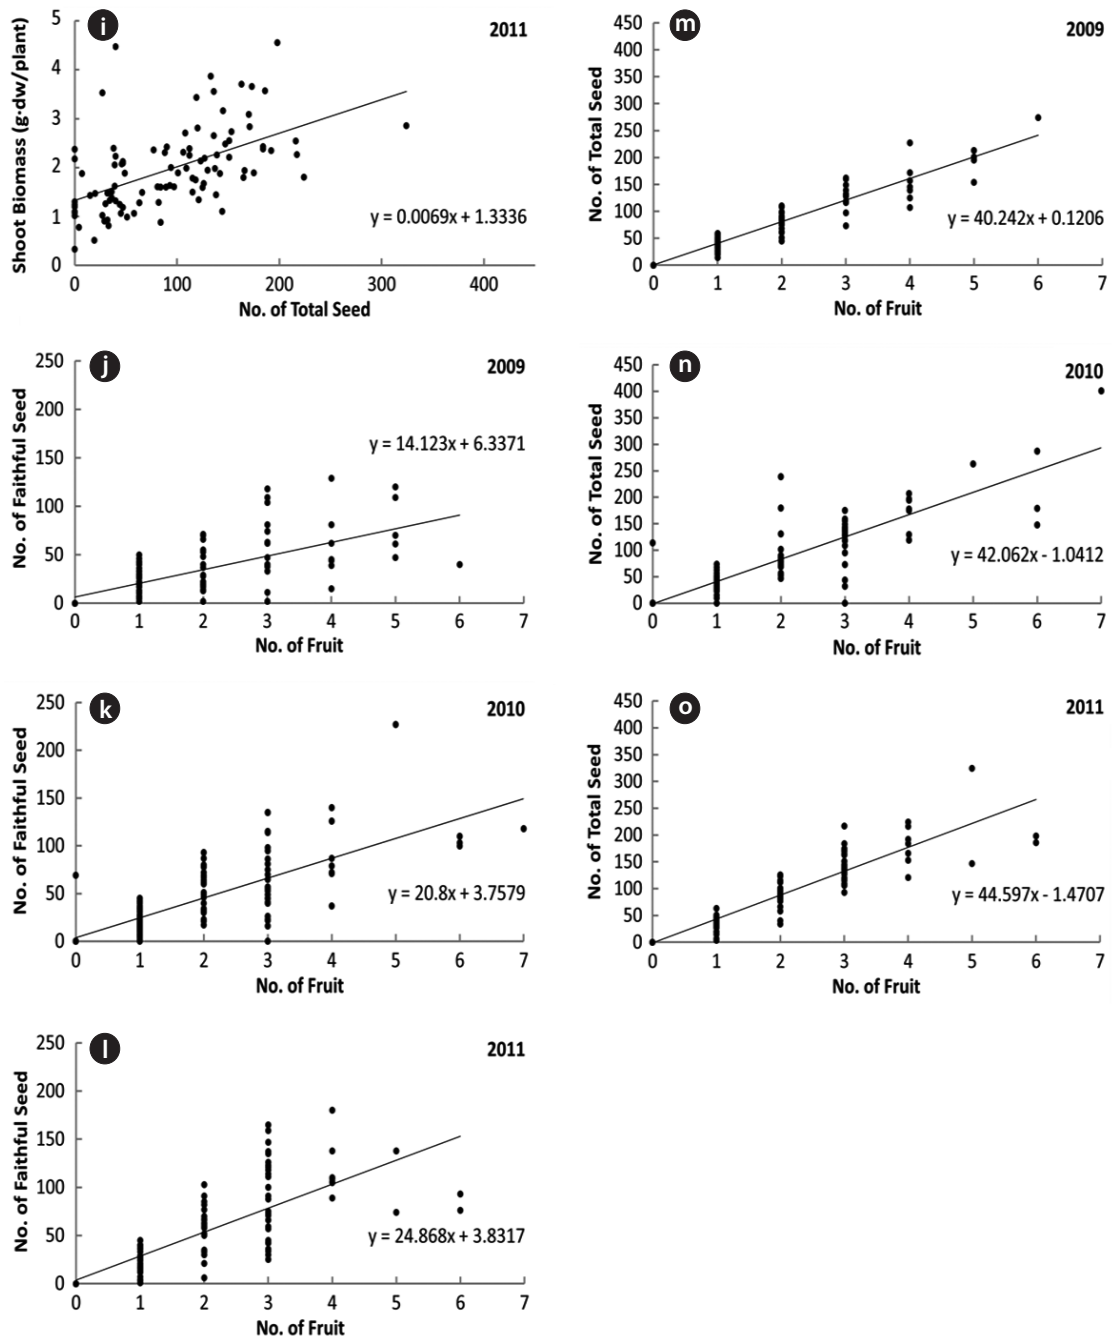 i
2011
Shoot Biomass (g·dw/plant)
5
4
3
2
1
0
y = 0.0069x + 1.3336
0 100 200 300 400
No. of Total Seed
m
2009
No. of Total Seed
450
400
350
300
250
200
150
100
50
0
y = 40.242x + 0.1206
0 1 2 3 4 5 6 7
No. of Fruit
j
2009
No. of Faithful Seed
250
200
150
100
50
0
y = 14.123x + 6.3371
0 1 2 3 4 5 6 7
No. of Fruit
n
2010
No. of Total Seed
450
400
350
300
250
200
150
100
50
0
y = 42.062x - 1.0412
0 1 2 3 4 5 6 7
No. of Fruit
k
2010
No. of Faithful Seed
250
200
150
100
50
0
y = 20.8x + 3.7579
0 1 2 3 4 5 6 7
No. of Fruit
o
2011
No. of Total Seed
450
400
350
300
250
200
150
100
50
0
y = 44.597x - 1.4707
0 1 2 3 4 5 6 7
No. of Fruit
l
2011
No. of Faithful Seed
250
200
150
100
50
0
y = 24.868x + 3.8317
0 1 2 3 4 5 6 7
No. of Fruit